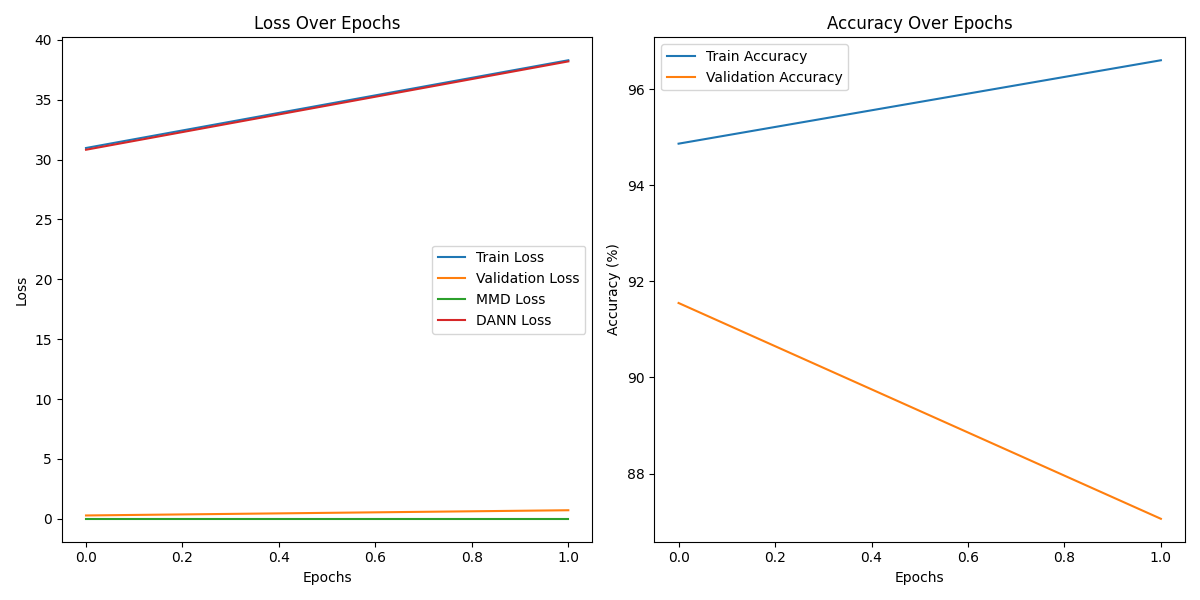 Loss Over Epochs
40
35
30
25
20
15
10
5
0
Loss
0.0 0.2 0.4 0.6 0.8 1.0
Epochs
Train Loss
Validation Loss
MMD Loss
DANN Loss
Accuracy Over Epochs
Train Accuracy
Validation Accuracy
96
94
92
90
88
Accuracy (%)
0.0 0.2 0.4 0.6 0.8 1.0
Epochs